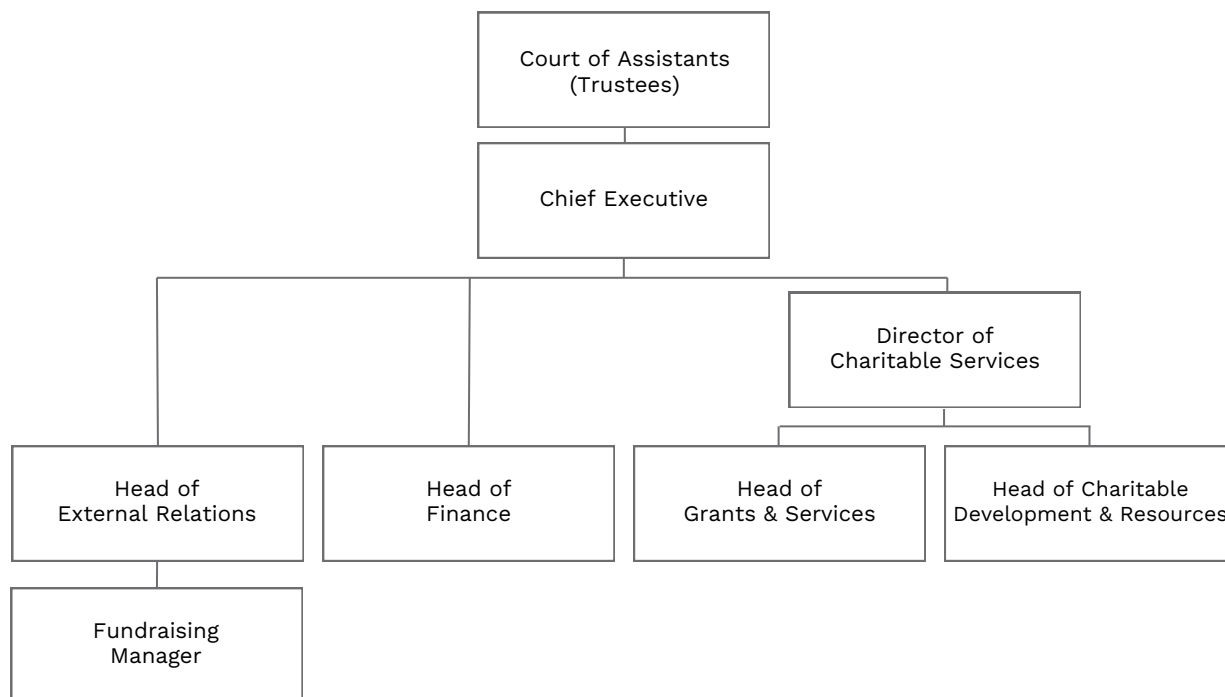 Court of Assistants
(Trustees)
Chief Executive
Director of
Charitable Services
Head of
External Relations
Head of
Finance
Head of
Grants & Services
Head of Charitable
Development & Resources
Fundraising
Manager